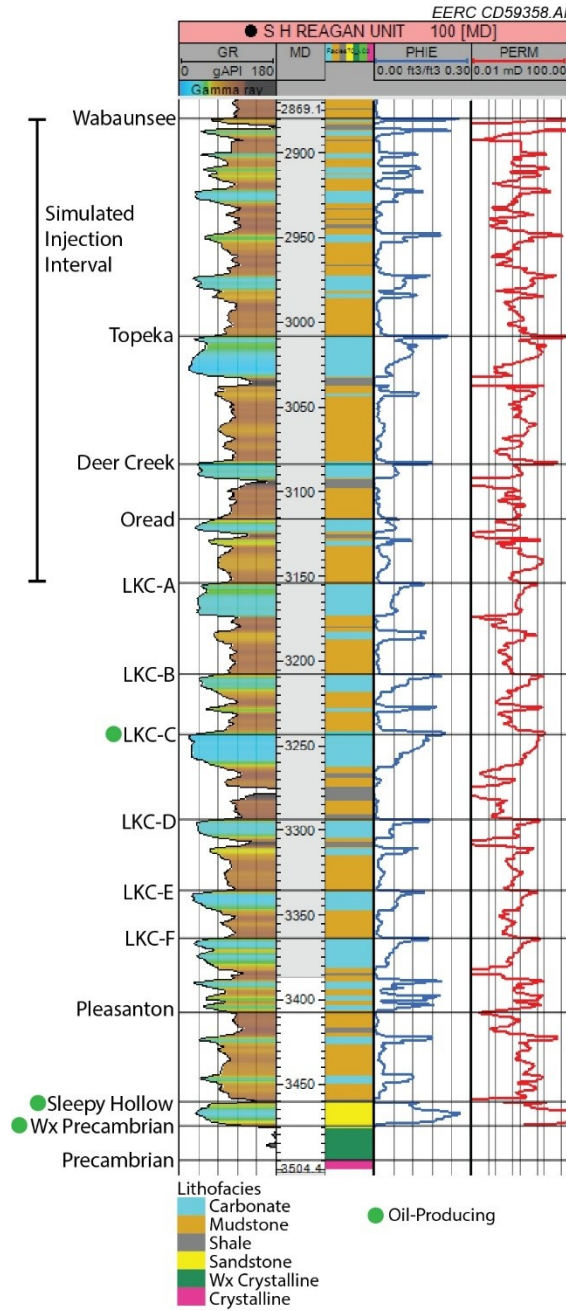 EERC CD59358.AI
● S H REAGAN UNIT 100 [MD]
GR MD Facies PHIE PERM
0 gAPI 180 0.00 ft3/ft3 0.30 0.01 mD 100.00
Gamma ray
2869.1
Wabaunsee
2900
Simulated
Injection
Interval
2950
3000
Topeka
3050
Deer Creek
3100
Oread
3150
LKC-A
3200
LKC-B
LKC-C
3250
LKC-D
3300
LKC-E
3350
LKC-F
3400
Pleasanton
3450
Sleepy Hollow
Wx Precambrian
Precambrian
3504.4
Lithofacies
Carbonate
Mudstone
Shale
Sandstone
Wx Crystalline
Crystalline
Oil-Producing